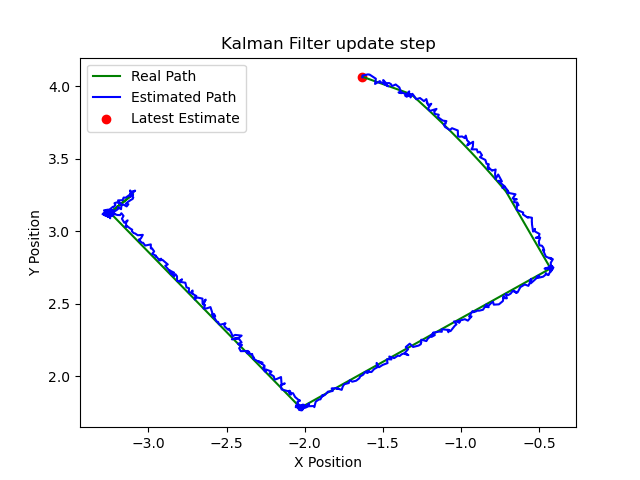 Kalman Filter update step
Real Path
Estimated Path
Latest Estimate
4.0
3.5
3.0
2.5
2.0
Y Position
−3.0 −2.5 −2.0 −1.5 −1.0 −0.5
X Position